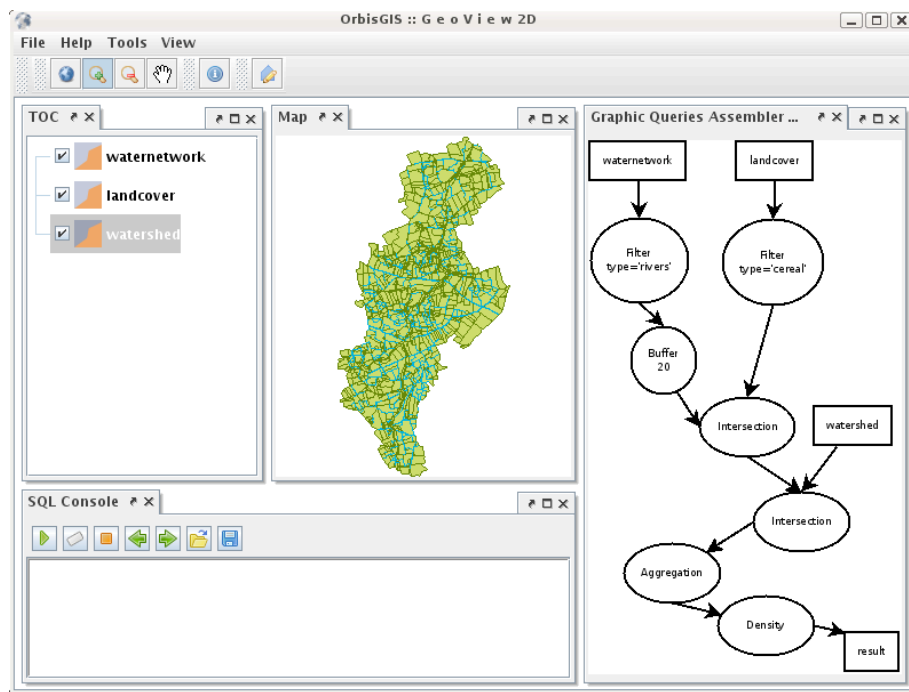 OrbisGIS :: G e o V i e w 2D
File Help Tools View
TOC
waternetwork
landcover
watershed
Map
Graphic Queries Assembler ...
waternetwork
landcover
Filter
type='rivers'
Filter
type='cereal'
Buffer
20
Intersection
watershed
Intersection
Aggregation
Density
result
SQL Console